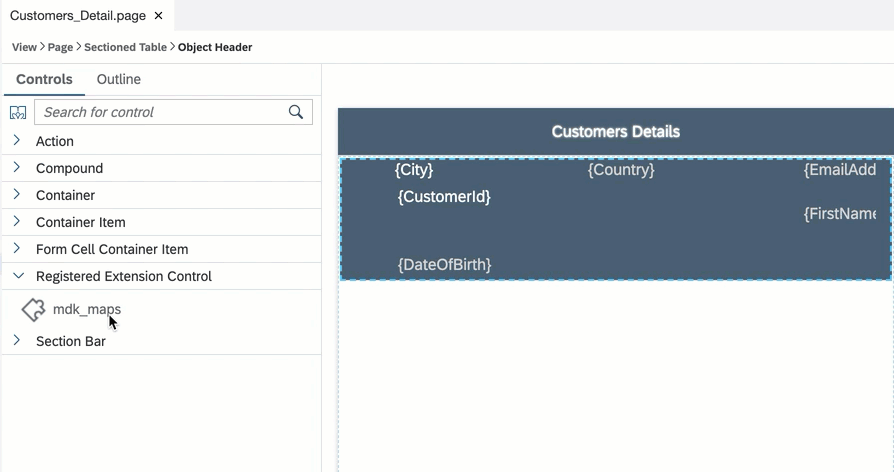 Customers_Detail.page ×
View > Page > Sectioned Table > Object Header
Controls Outline
Search for control
Action
Compound
Container
Container Item
Form Cell Container Item
Registered Extension Control
mdk_maps
Section Bar
Customers Details
{City} {Country} {EmailAdd
{CustomerId}
{FirstName
{DateOfBirth}